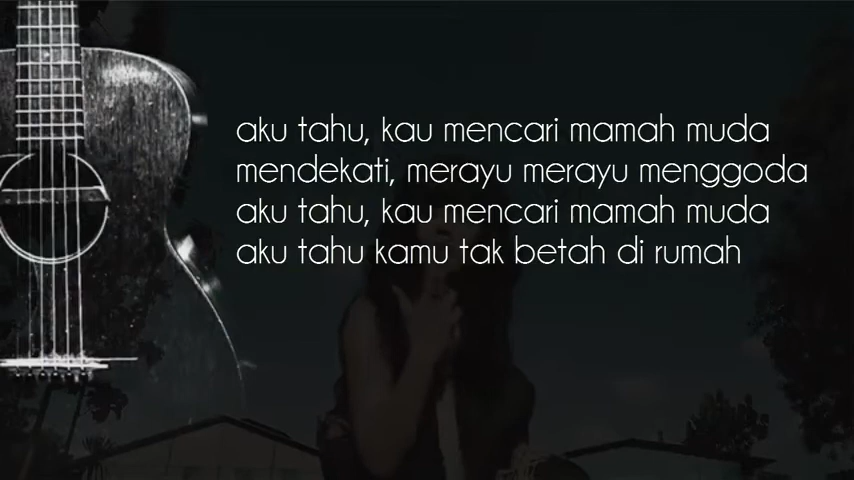 aku tahu, kau mencari mamah muda
mendekati, merayu merayu menggoda
aku tahu, kau mencari mamah muda
aku tahu kamu tak betah di rumah